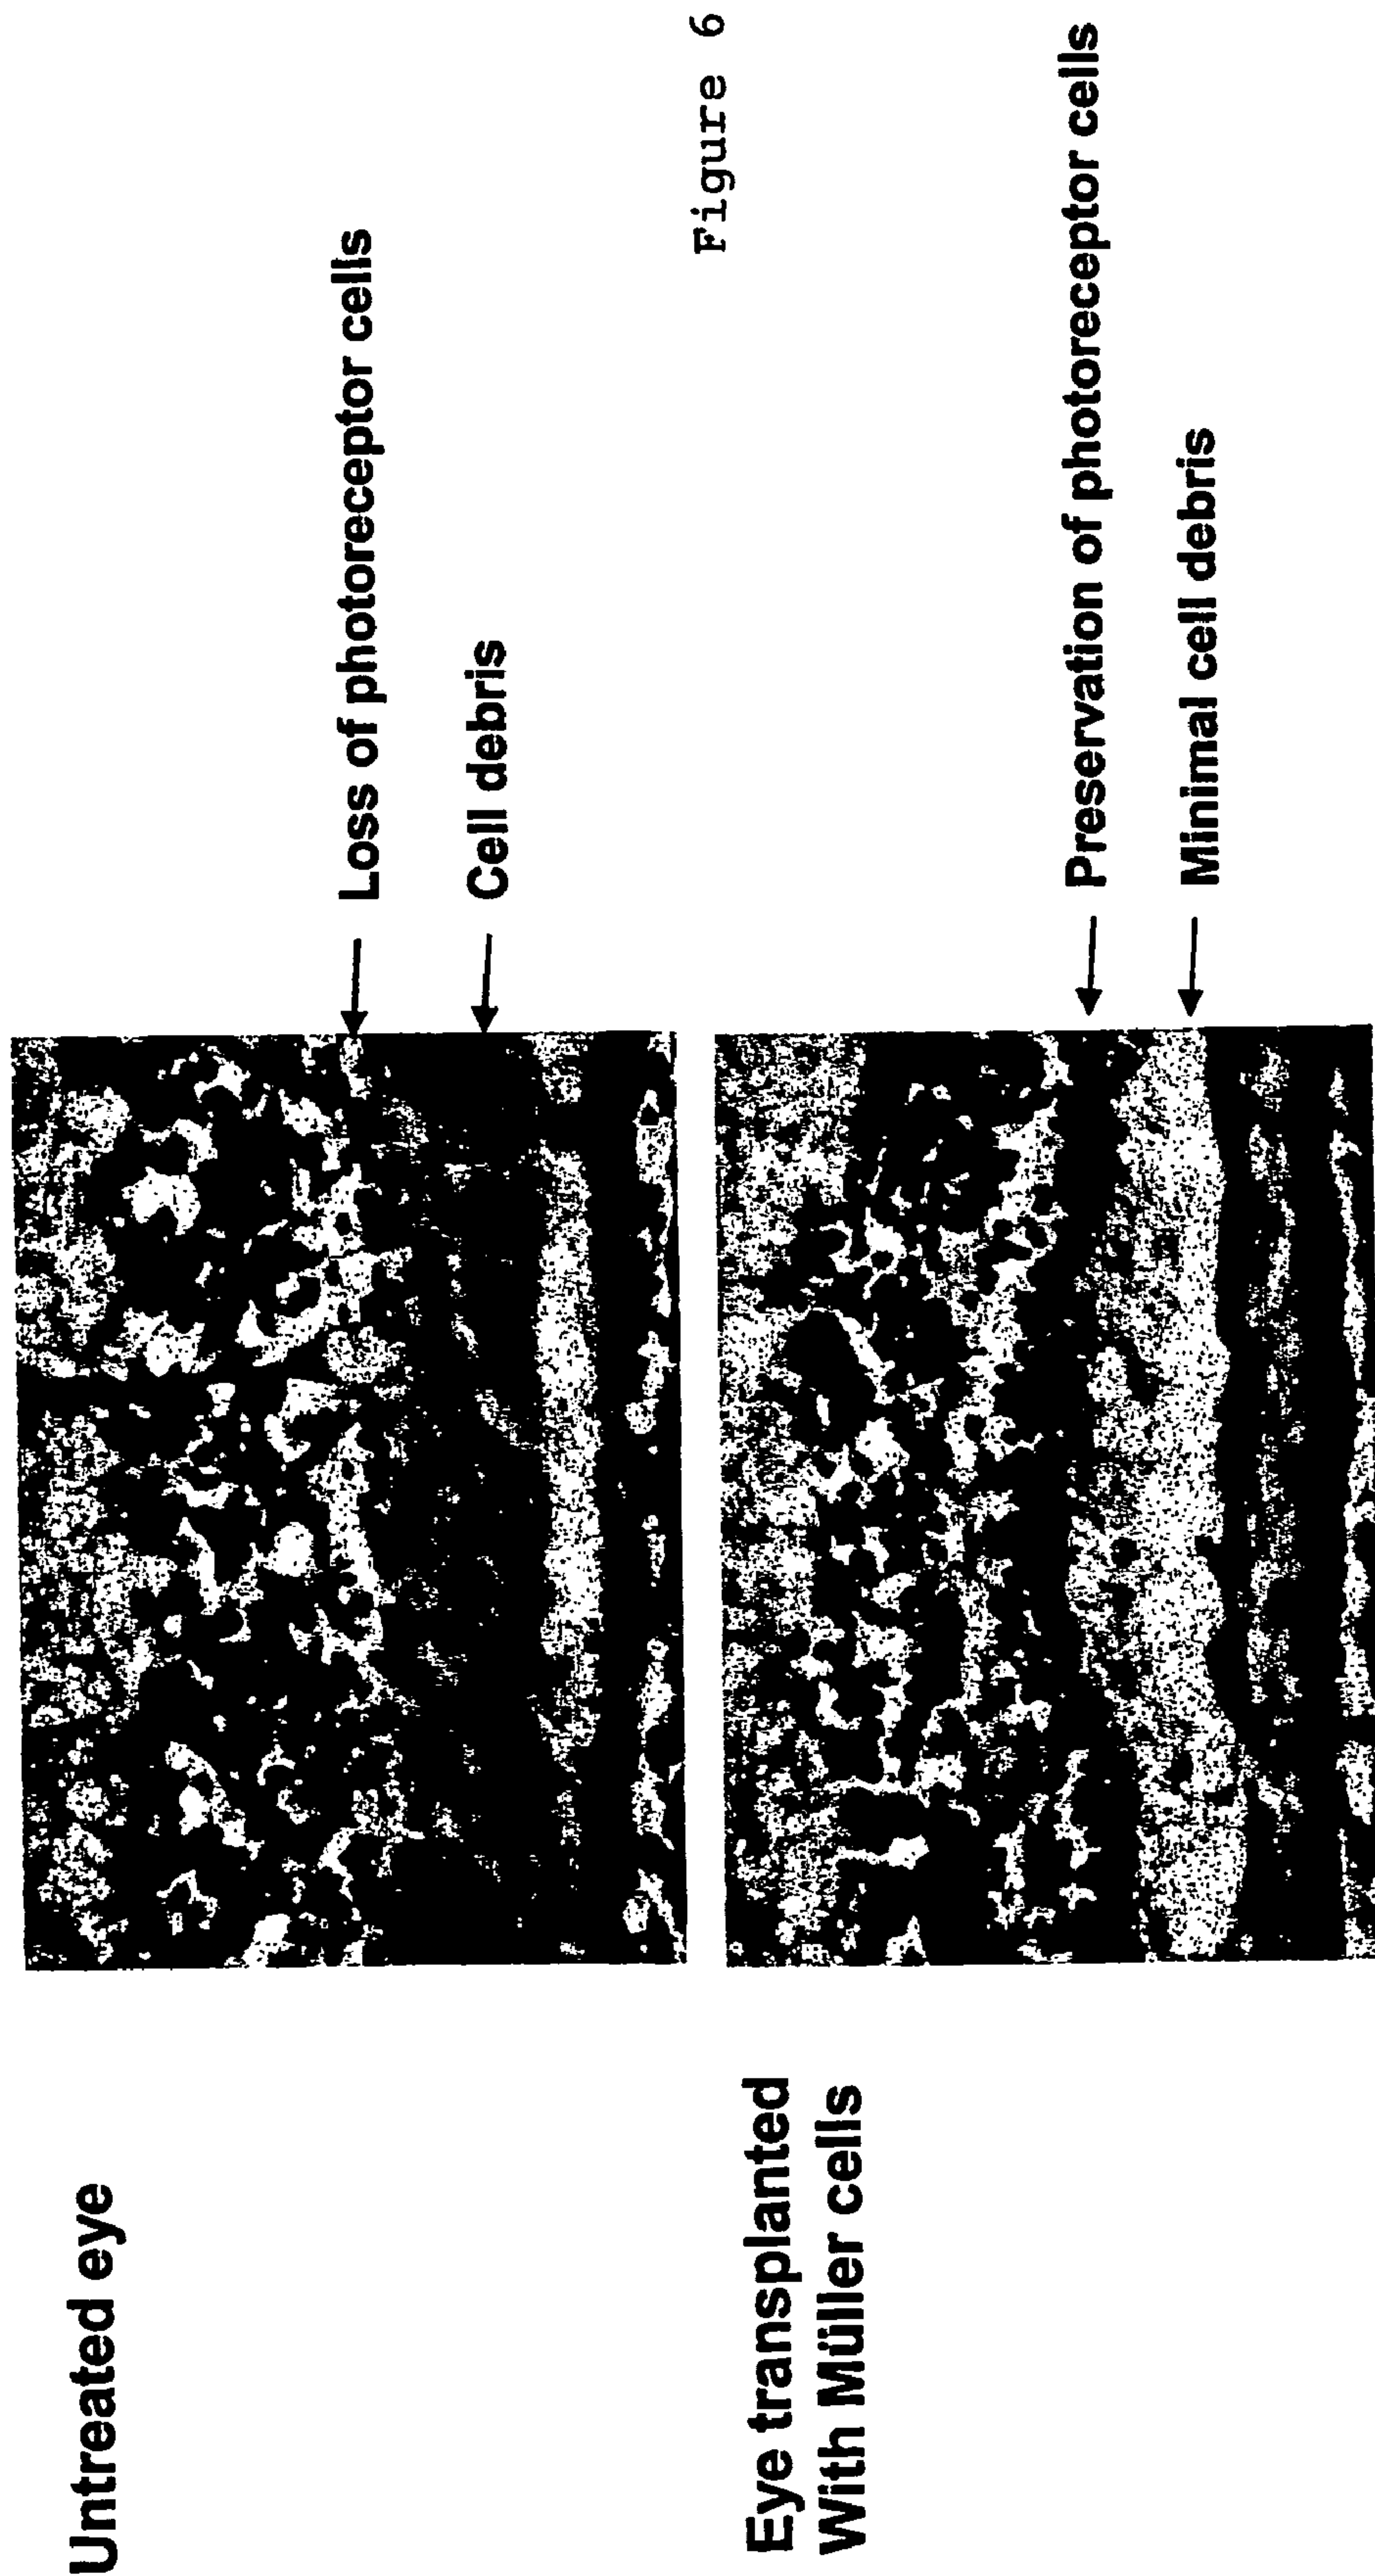 Untreated eye
Loss of photoreceptor cells
Cell debris
Eye transplanted
With Müller cells
Preservation of photoreceptor cells
Minimal cell debris
Figure 6